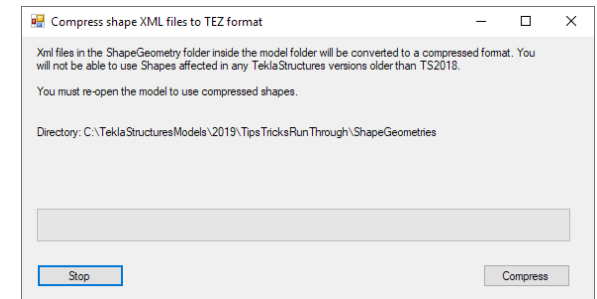 Compress shape XML files to TEZ format
Xml files in the ShapeGeometry folder inside the model folder will be converted to a compressed format. You
will not be able to use Shapes affected in any TeklaStructures versions older than TS2018.
You must re-open the model to use compressed shapes.
Directory: C:\TeklaStructuresModels\2019\TipsTricksRunThrough\ShapeGeometries
Stop
Compress